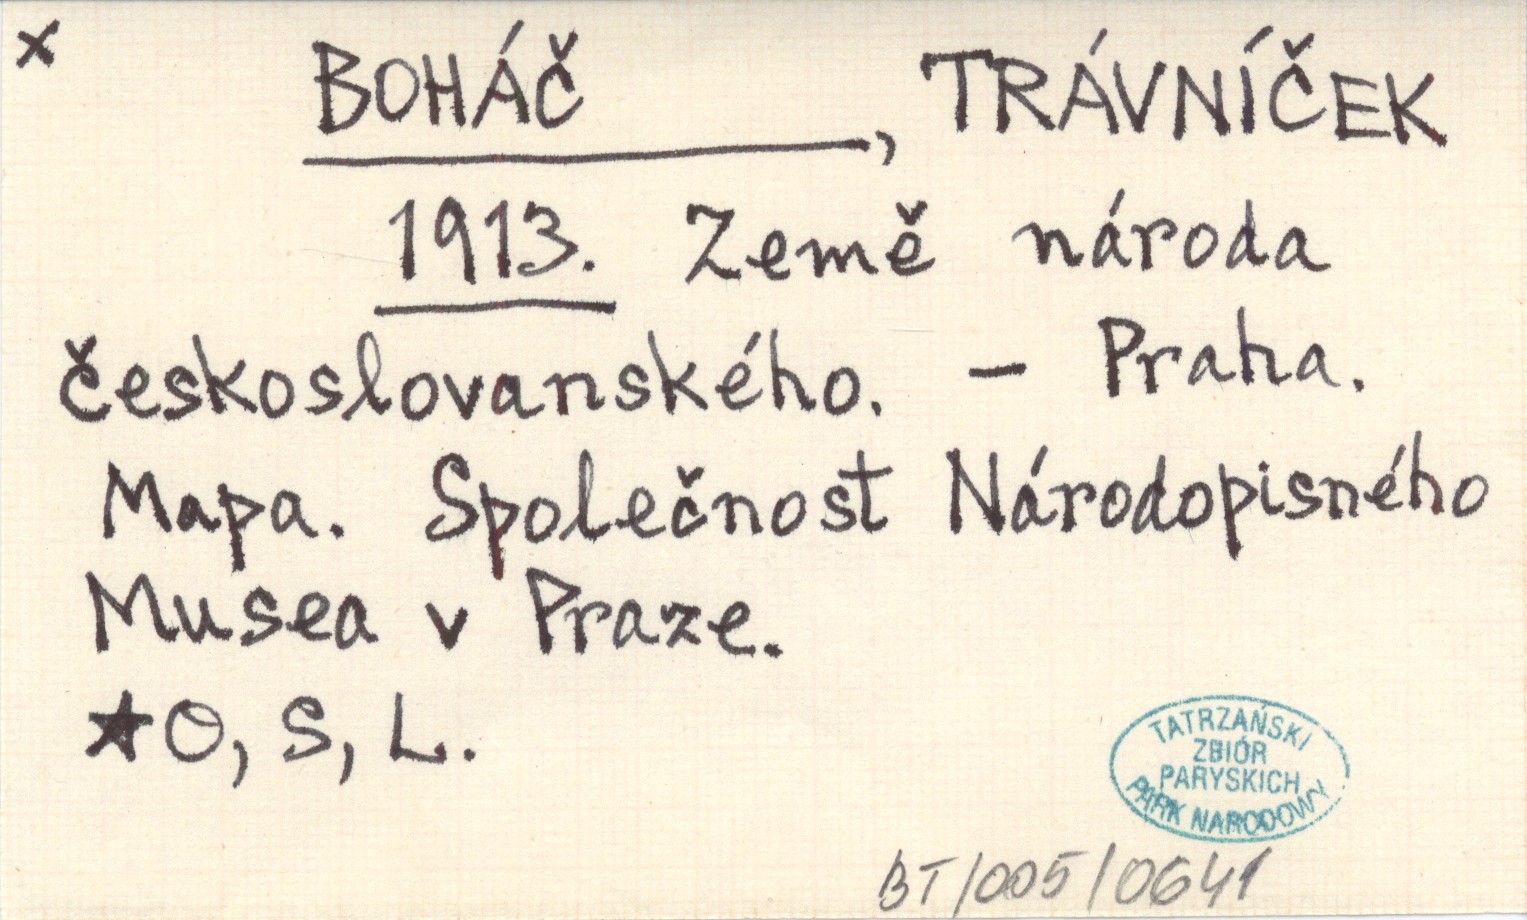 x BOHÁČ , TRÁVNÍČEK
1913. Země národa
československého. - Praha.
Mapa. Společnost Národopisného
Musea v Praze.
★O, S, L.
TATRZAŃSKI
ZBIÓR
PARYSKICH
PARK NARODOWY
BT/005/0641